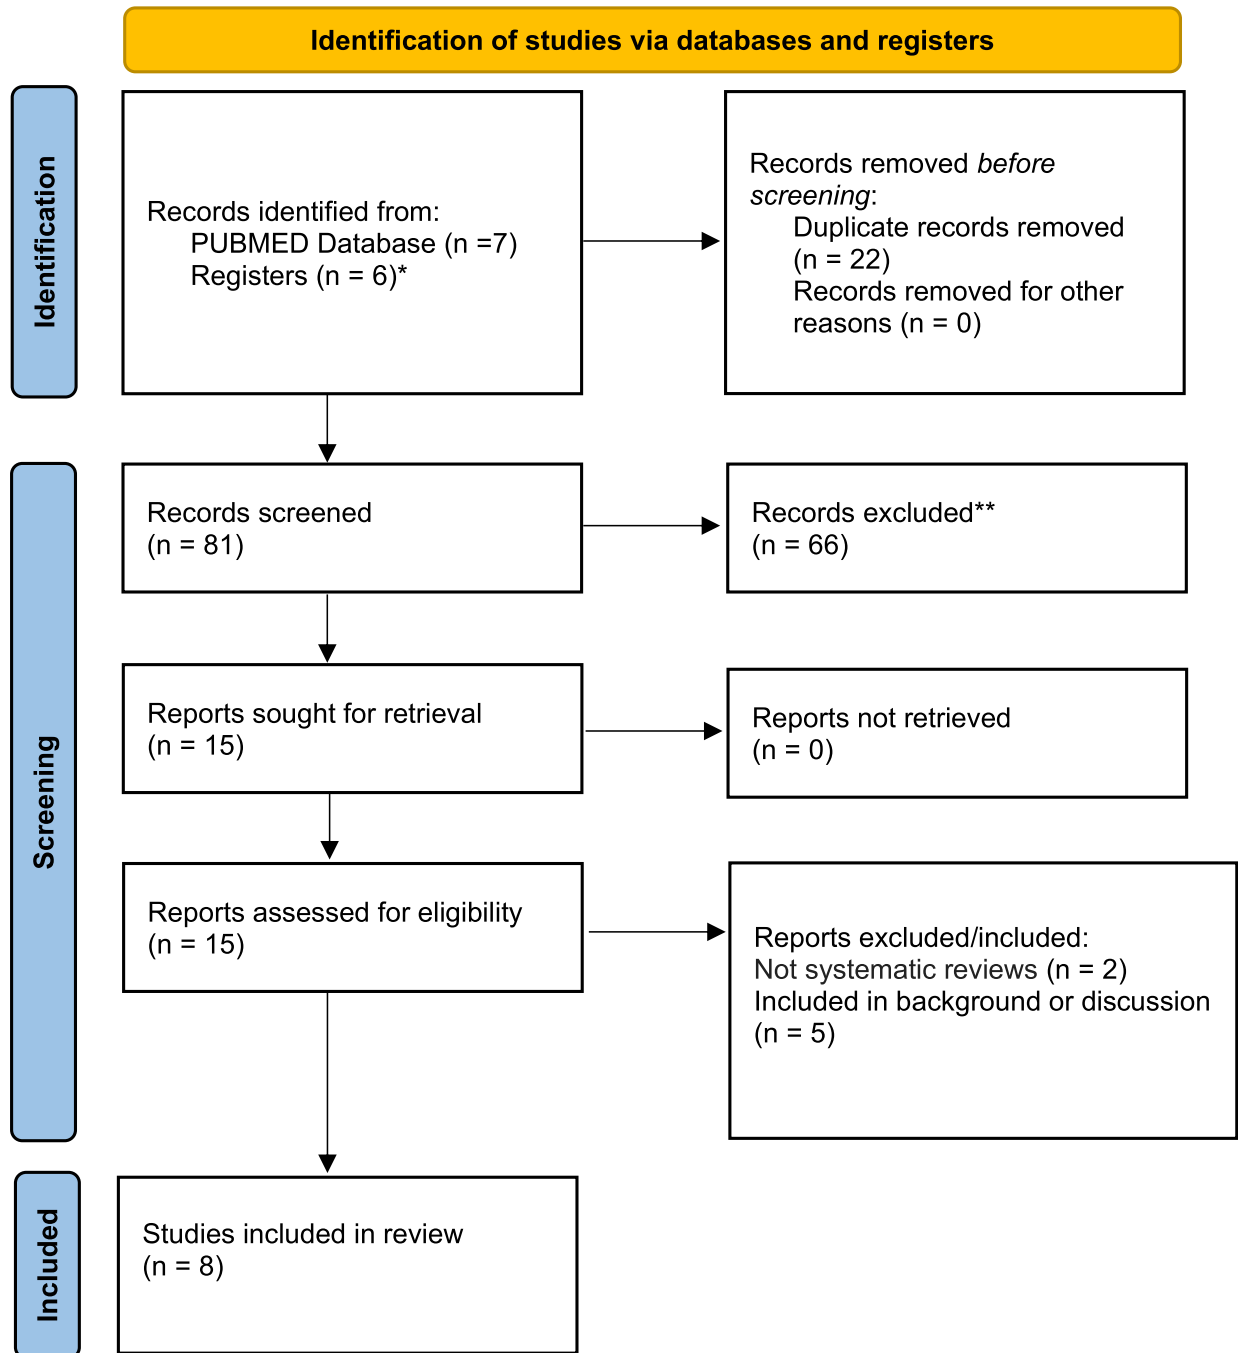 Identification of studies via databases and registers
Identification
Records identified from:
PUBMED Database (n =7)
Registers (n = 6)*
Records removed before
screening:
Duplicate records removed
(n = 22)
Records removed for other
reasons (n = 0)
Screening
Records screened
(n = 81)
Records excluded**
(n = 66)
Reports sought for retrieval
(n = 15)
Reports not retrieved
(n = 0)
Reports assessed for eligibility
(n = 15)
Reports excluded/included:
Not systematic reviews (n = 2)
Included in background or discussion
(n = 5)
Included
Studies included in review
(n = 8)